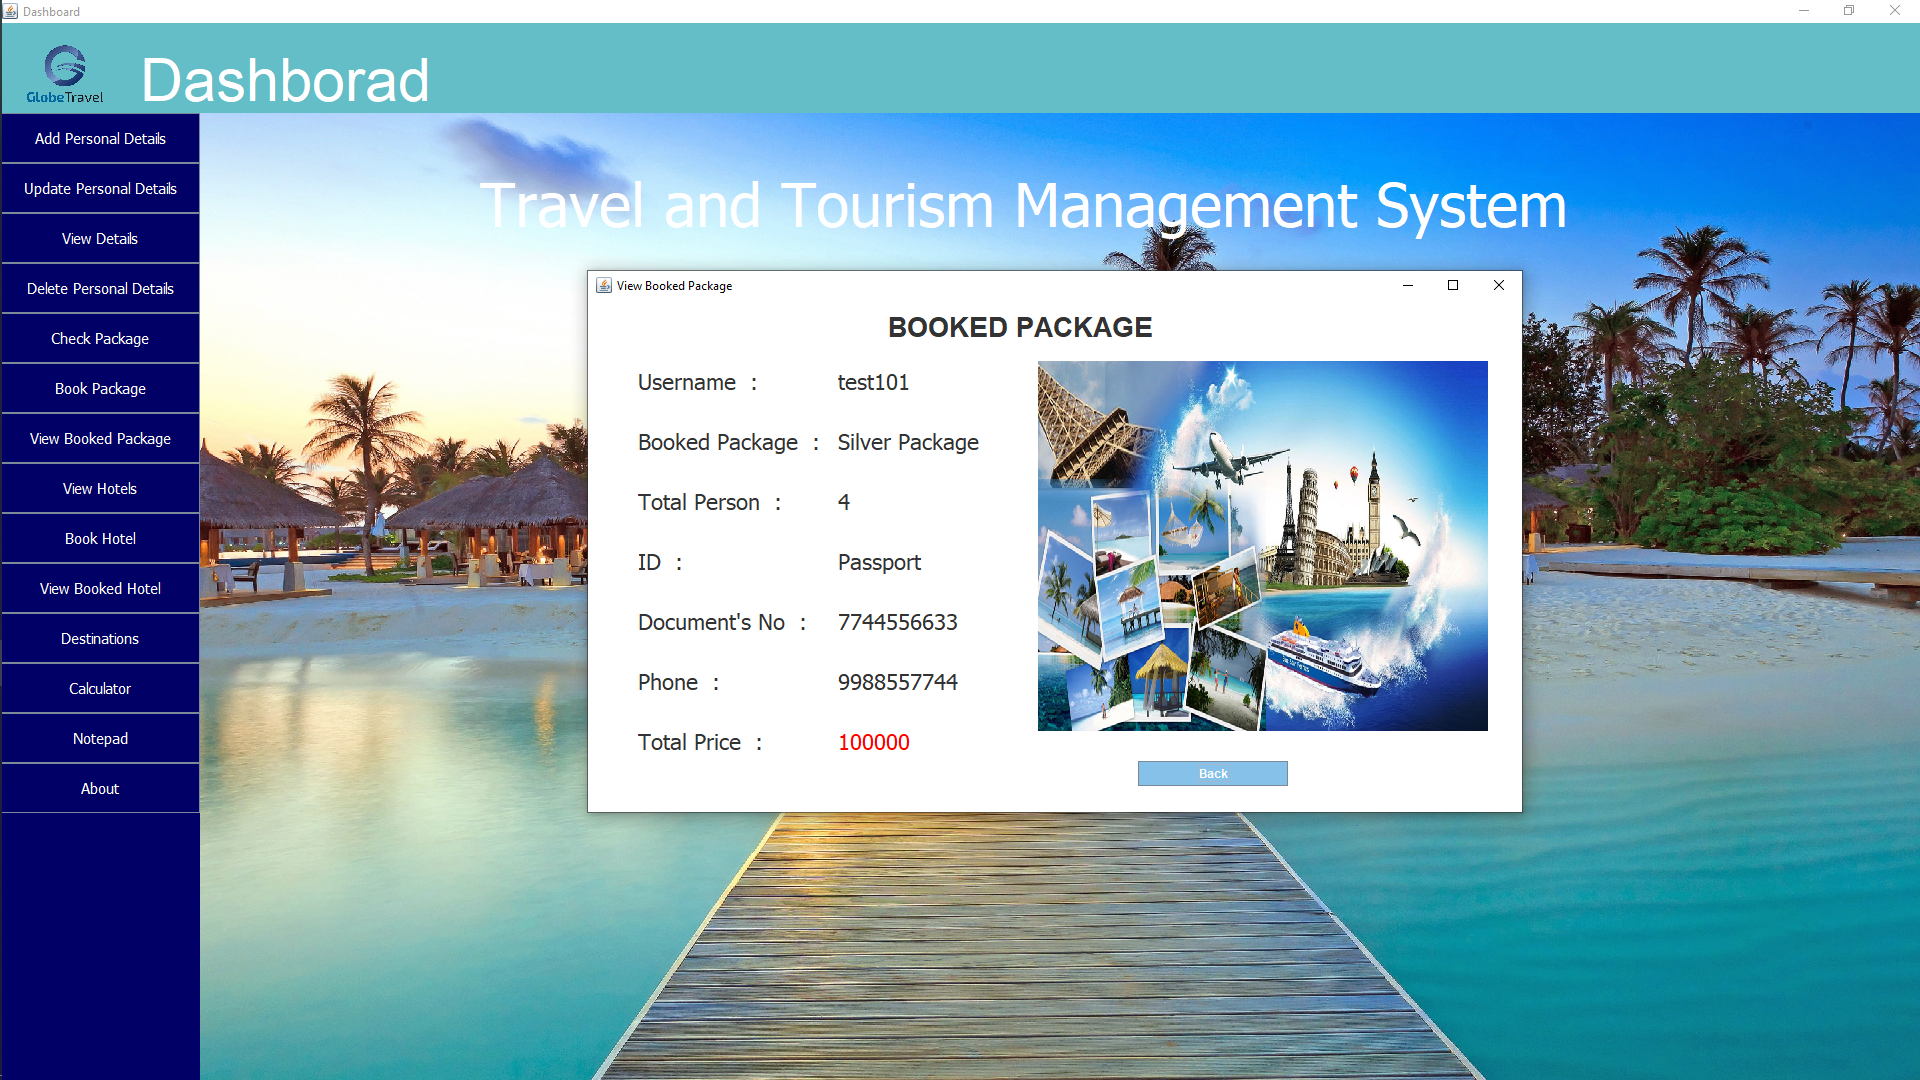 Dashboard
GlobeTravel
Dashborad
Add Personal Details
Update Personal Details
View Details
Delete Personal Details
Check Package
Book Package
View Booked Package
View Hotels
Book Hotel
View Booked Hotel
Destinations
Calculator
Notepad
About
Travel and Tourism Management System
View Booked Package
BOOKED PACKAGE
Username : test101
Booked Package : Silver Package
Total Person : 4
ID : Passport
Document's No : 7744556633
Phone : 9988557744
Total Price : 100000
Back